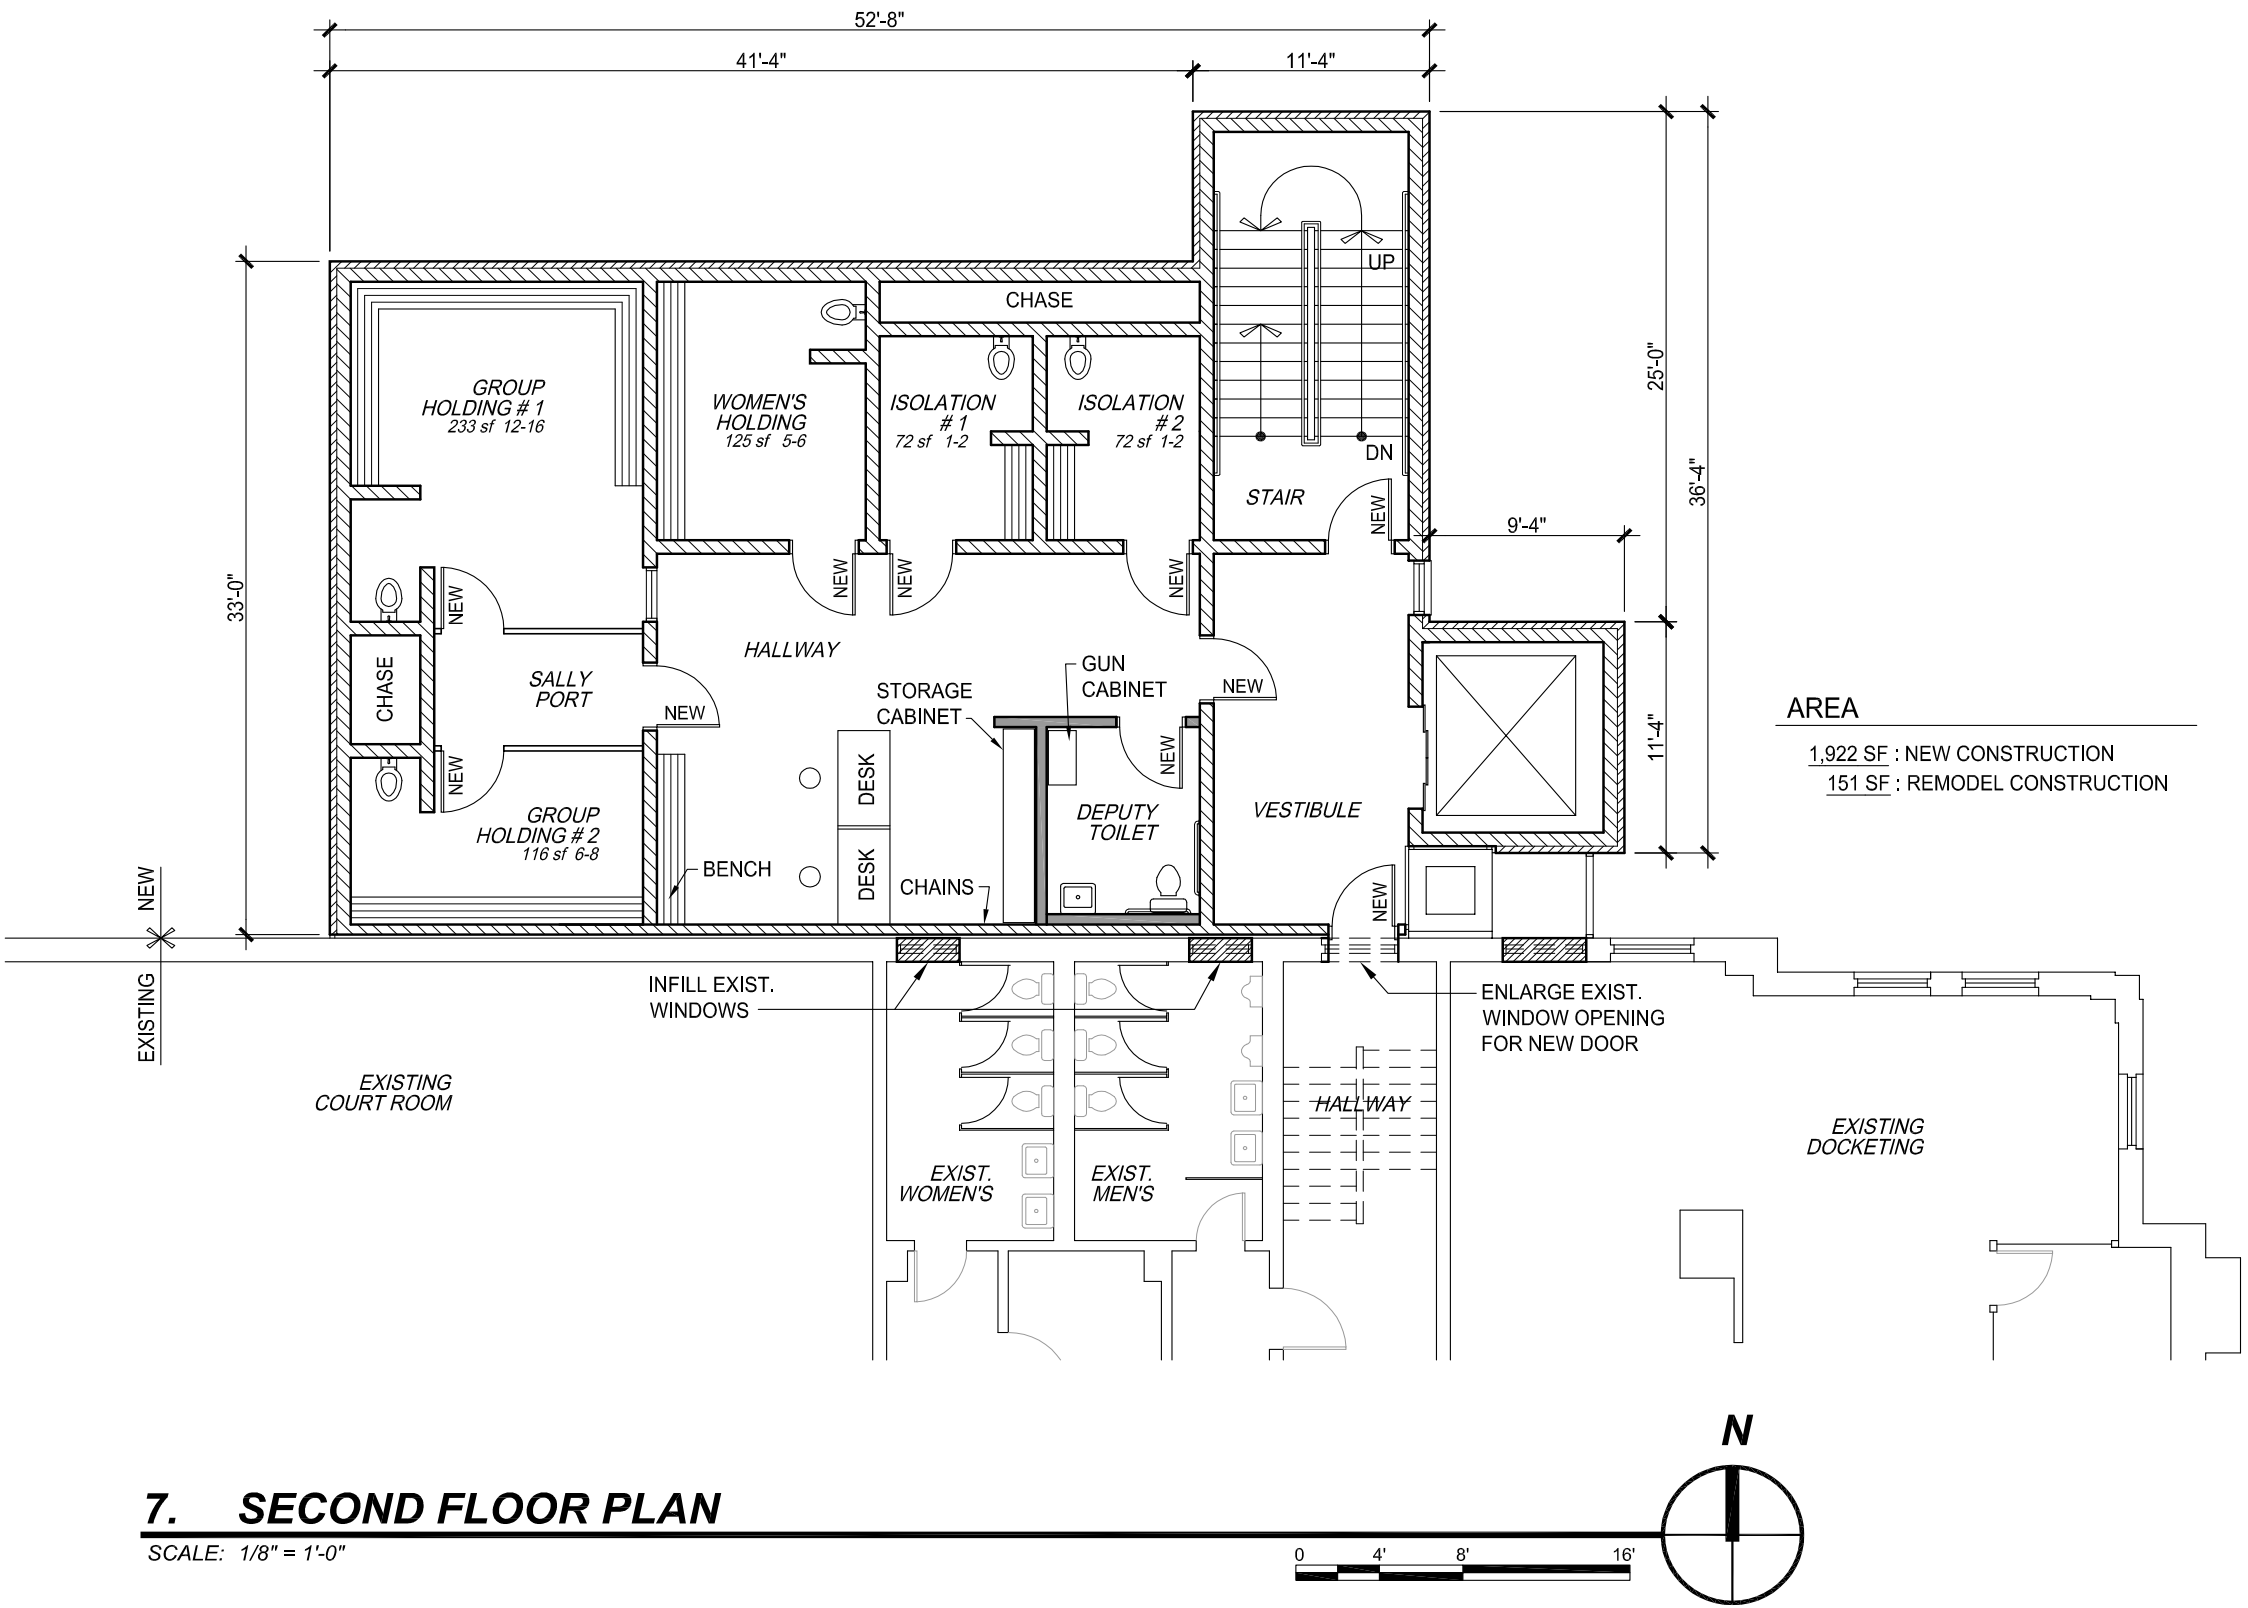 52'-8"
41'-4"
11'-4"
CHASE
UP
GROUP
HOLDING # 1
233 sf 12-16
WOMEN'S
HOLDING
125 sf 5-6
ISOLATION
# 1
72 sf 1-2
ISOLATION
# 2
72 sf 1-2
DN
STAIR
NEW
25'-0"
36'-4"
9'-4"
33'-0"
NEW
NEW
NEW
NEW
HALLWAY
SALLY
PORT
CHASE
NEW
STORAGE
CABINET
GUN
CABINET
NEW
NEW
11'-4"
AREA
1,922 SF : NEW CONSTRUCTION
151 SF : REMODEL CONSTRUCTION
NEW
DESK
DESK
GROUP
HOLDING # 2
116 sf 6-8
DEPUTY
TOILET
VESTIBULE
BENCH
CHAINS
NEW
NEW
EXISTING
INFILL EXIST.
WINDOWS
ENLARGE EXIST.
WINDOW OPENING
FOR NEW DOOR
EXISTING
COURT ROOM
HALLWAY
EXISTING
DOCKETING
EXIST.
WOMEN'S
EXIST.
MEN'S
N
7. SECOND FLOOR PLAN
SCALE: 1/8" = 1'-0"
0 4' 8' 16'